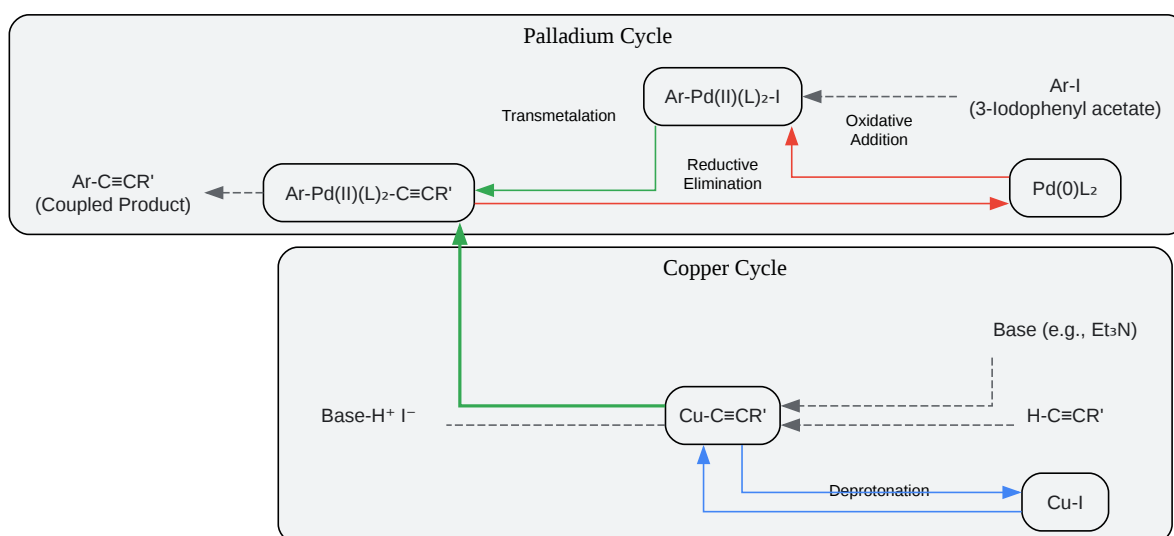 Palladium Cycle
Ar-Pd(II)(L)₂-I
Ar-I
(3-Iodophenyl acetate)
Transmetalation
Oxidative
Addition
Reductive
Elimination
Ar-C≡CR'
(Coupled Product)
Ar-Pd(II)(L)₂-C≡CR'
Pd(0)L₂
Copper Cycle
Base (e.g., Et₃N)
Base-H⁺ I⁻
Cu-C≡CR'
H-C≡CR'
Deprotonation
Cu-I